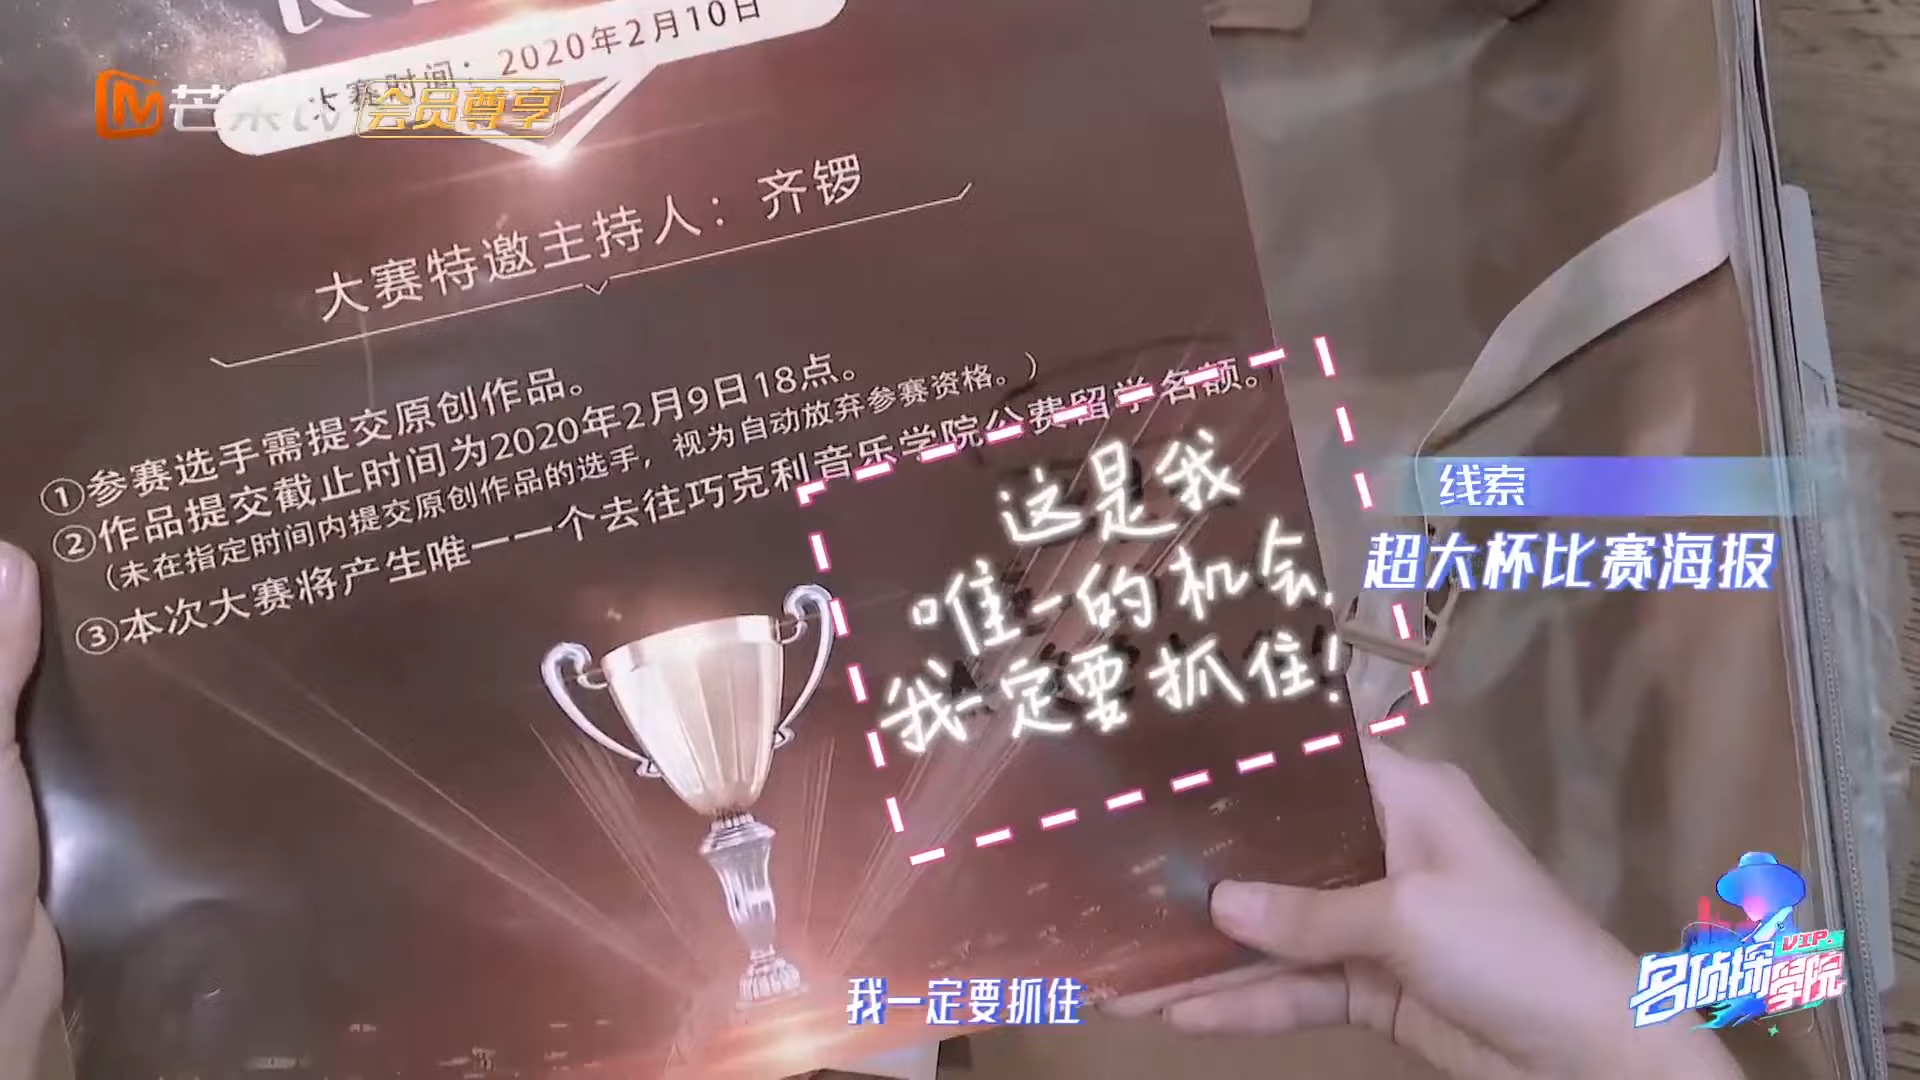 大赛时间：2020年2月10日
会员尊享
大赛特邀主持人：齐锣
①参赛选手需提交原创作品。
②作品提交截止时间为2020年2月9日18点。
（未在指定时间内提交原创作品的选手，视为自动放弃参赛资格。）
③本次大赛将产生唯一一个去往巧克利音乐学院公费留学名额。
这是我
唯一的机会，
我一定要抓住！
线索
超大杯比赛海报
我一定要抓住
名侦探学院
VIP.